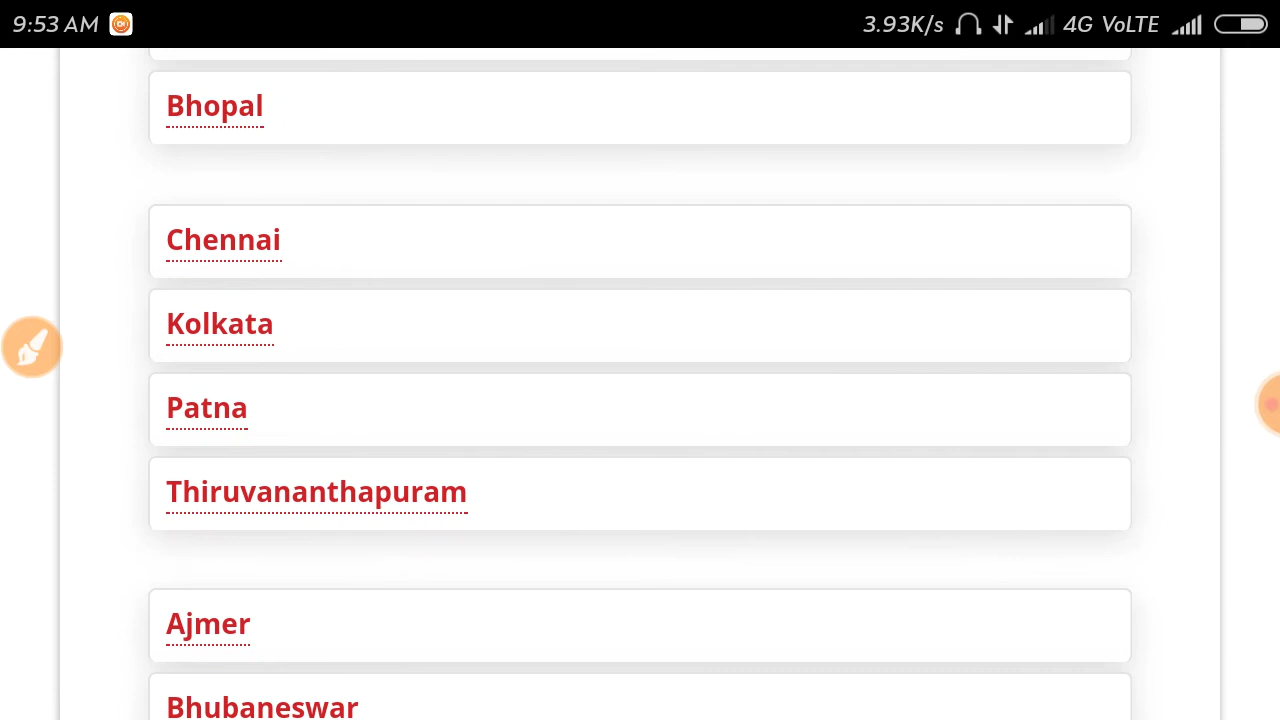 9:53 AM 3.93K/s 4G VoLTE
Bhopal
Chennai
Kolkata
Patna
Thiruvananthapuram
Ajmer
Bhubaneswar